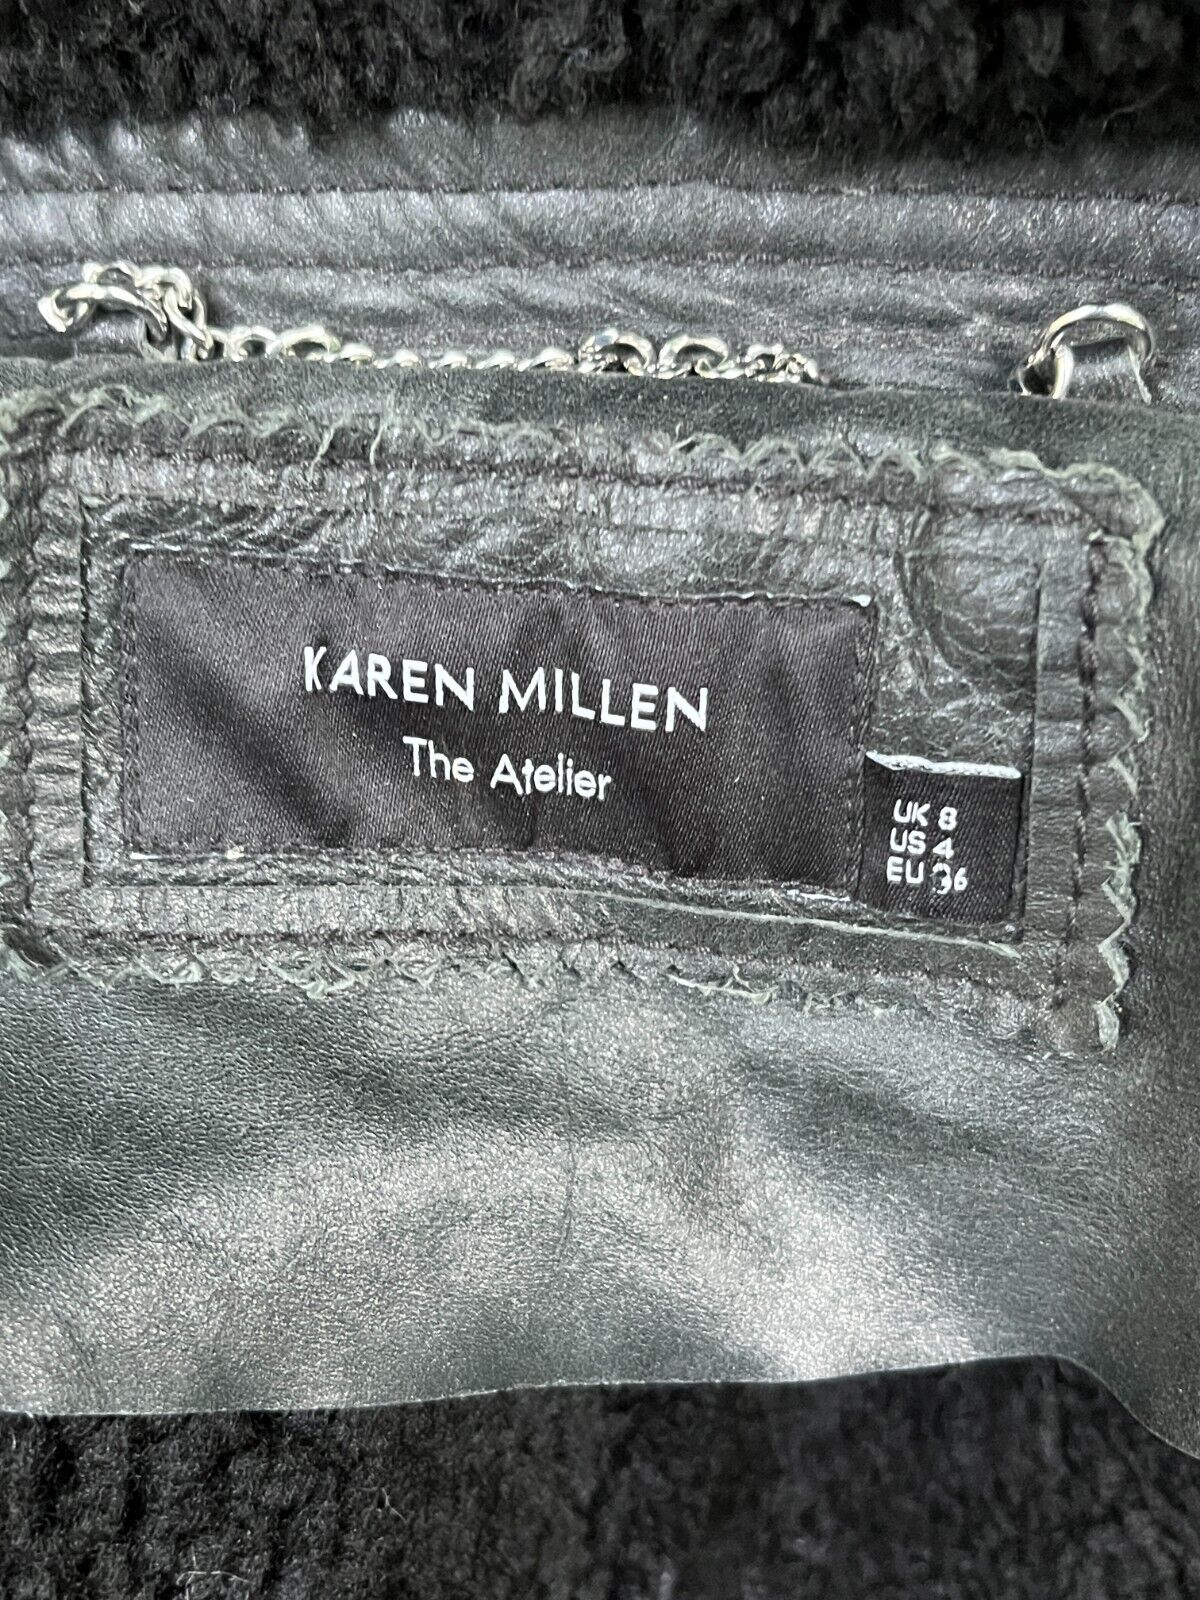 KAREN MILLEN
The Atelier
UK 8
US 4
EU 36